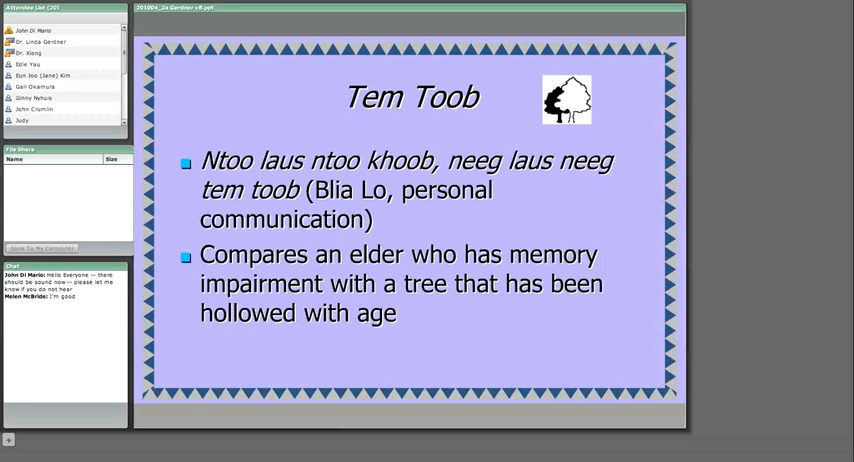 Attendee List (20)
John Di Mario
Dr. Linda Gerdner
Dr. Xiong
Edie Yau
Eun Joo (Jane) Kim
Gail Okamura
Ginny Nyhuis
John Crumlin
Judy
File Share
Name Size
Save To My Computer
Chat
John Di Mario: Hello Everyone -- there
should be sound now -- please let me
know if you do not hear
Melen McBride: I'm good
201004_2a Gerdner v8.ppt
Tem Toob
Ntoo laus ntoo khoob, neeg laus neeg
tem toob (Blia Lo, personal
communication)
Compares an elder who has memory
impairment with a tree that has been
hollowed with age